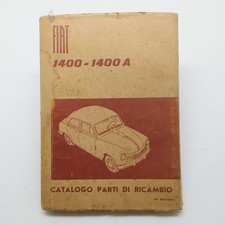 FIAT
1400-1400 A
CATALOGO PARTI DI RICAMBIO